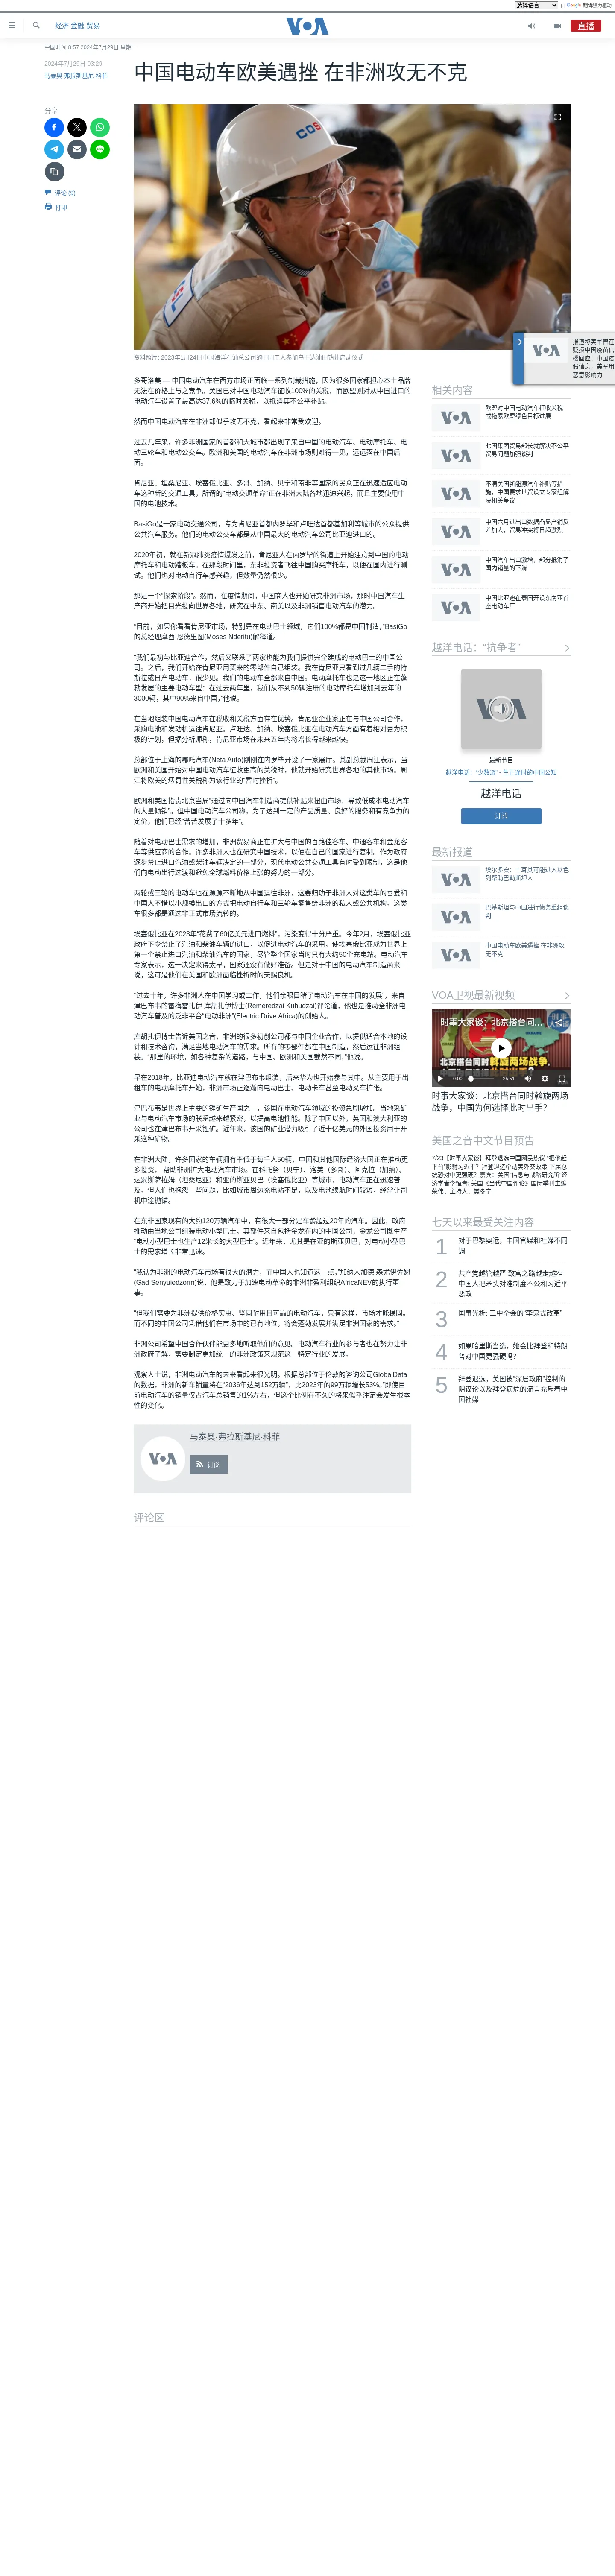 选择语言
由 Google 翻译强力驱动
经济·金融·贸易
VOA
直播
中国时间 6:57 2024年7月29日 星期一
2024年7月29日 03:29
马泰奥·弗拉斯基尼·科菲
中国电动车欧美遇挫 在非洲攻无不克
分享
评论 (9)
打印
资料照片: 2023年1月24日中国海洋石油总公司的中国工人参加乌干达油田钻井启动仪式
多哥洛美 — 中国电动汽车在西方市场正面临一系列制裁措施，因为很多国家都担心本土品牌
无法在价格上与之竞争。美国已对中国电动汽车征收100%的关税，而欧盟则对从中国进口的
电动汽车设置了最高达37.6%的临时关税，以抵消其不公平补贴。
然而中国电动汽车在非洲却似乎攻无不克，看起来非常受欢迎。
过去几年来，许多非洲国家的首都和大城市都出现了来自中国的电动汽车、电动摩托车、电
动三轮车和电动公交车。欧洲和美国的电动汽车在非洲市场则难得一见，远远落在中国后
面。
肯尼亚、坦桑尼亚、埃塞俄比亚、多哥、加纳、贝宁和南非等国家的民众正在迅速适应电动
车这种新的交通工具。所谓的“电动交通革命”正在非洲大陆各地迅速兴起，而且主要使用中
国的电池技术。
BasiGo是一家电动交通公司，专为肯尼亚首都内罗毕和卢旺达首都基加利等城市的公众提供
公共汽车服务。他们的电动公交车都是从中国最大的电动汽车公司比亚迪进口的。
2020年初，就在新冠肺炎疫情爆发之前，肯尼亚人在内罗毕的街道上开始注意到中国的电动
摩托车和电动踏板车。在那段时间里，东非投资者飞往中国购买摩托车，以便在国内进行测
试。他们也对电动自行车感兴趣，但数量仍然很少。
那是一个“探索阶段”。然而，在疫情期间，中国商人也开始研究非洲市场，那时中国汽车生
产商开始把目光投向世界各地，研究在中东、南美以及非洲销售电动汽车的潜力。
“目前，如果你看看肯尼亚市场，特别是在电动巴士领域，它们100%都是中国制造，”BasiGo
的总经理摩西·恩德里图(Moses Nderitu)解释道。
“我们最初与比亚迪合作，然后又联系了两家也能为我们提供完全建成的电动巴士的中国公
司。之后，我们开始在肯尼亚用买来的零部件自己组装。我在肯尼亚只看到过几辆二手的特
斯拉或日产电动车，很少见。我们的电动车全都来自中国。电动摩托车也是这一地区正在蓬
勃发展的主要电动车型：在过去两年里，我们从不到50辆注册的电动摩托车增加到去年的
3000辆，其中90%来自中国，”他说。
在当地组装中国电动汽车在税收和关税方面存在优势。肯尼亚企业家正在与中国公司合作，
采购电池和发动机运往肯尼亚。卢旺达、加纳、埃塞俄比亚在电动汽车方面有着相对更为积
极的计划，但据分析师称，肯尼亚市场在未来五年内将增长得越来越快。
总部位于上海的哪吒汽车(Neta Auto)刚刚在内罗毕开设了一家展厅。其副总裁周江表示，当
欧洲和美国开始对中国电动汽车征收更高的关税时，他就开始研究世界各地的其他市场。周
江将欧美的惩罚性关税称为该行业的“暂时挫折”。
欧洲和美国指责北京当局“通过向中国汽车制造商提供补贴来扭曲市场，导致低成本电动汽车
的大量倾销”。但中国电动汽车公司称，为了达到一定的产品质量、良好的服务和有竞争力的
定价，他们已经“苦苦发展了十多年”。
随着对电动巴士需求的增加，非洲贸易商正在扩大与中国的百路佳客车、中通客车和金龙客
车等供应商的合作。许多非洲人也在研究中国技术，以便在自己的国家进行复制。作为政府
逐步禁止进口汽油或柴油车辆决定的一部分，现代电动公共交通工具有时受到限制，这是他
们向电动出行过渡和避免全球燃料价格上涨的努力的一部分。
两轮或三轮的电动车也在源源不断地从中国运往非洲，这要归功于非洲人对这类车的喜爱和
中国人不惜以小规模出口的方式把电动自行车和三轮车零售给非洲的私人或公共机构。这类
车很多都是通过非正式市场流转的。
埃塞俄比亚在2023年“花费了60亿美元进口燃料”，污染变得十分严重。今年2月，埃塞俄比亚
政府下令禁止了汽油和柴油车辆的进口，以促进电动汽车的采用，使埃塞俄比亚成为世界上
第一个禁止进口汽油和柴油汽车的国家，尽管整个国家当时只有大约50个充电站。电动汽车
专家表示，这一决定来得太早，国家还没有做好准备。但是对于中国的电动汽车制造商来
说，这可是他们在美国和欧洲面临挫折时的天赐良机。
“过去十年，许多非洲人在中国学习或工作，他们亲眼目睹了电动汽车在中国的发展”，来自
津巴布韦的雷梅雷扎伊·库胡扎伊博士(Remeredzai Kuhudzai)评论道，他也是推动全非洲电
动汽车普及的泛非平台“电动非洲”(Electric Drive Africa)的创始人。
库胡扎伊博士告诉美国之音，非洲的很多初创公司都与中国企业合作，以提供适合本地的设
计和技术咨询，满足当地电动汽车的需求。所有的零部件都在中国制造，然后运往非洲组
装。“那里的环境，如各种复杂的道路，与中国、欧洲和美国截然不同，”他说。
早在2018年，比亚迪电动汽车就在津巴布韦组装，后来华为也开始参与其中。从主要用于出
租车的电动摩托车开始，非洲市场正逐渐向电动巴士、电动卡车甚至电动叉车扩张。
津巴布韦是世界上主要的锂矿生产国之一，该国在电动汽车领域的投资急剧增加。当地采矿
业与电动汽车市场的联系越来越紧密，以提高电池性能。除了中国以外，英国和澳大利亚的
公司也在津巴布韦开采锂矿。近年来，该国的矿业潜力吸引了近十亿美元的外国投资用于开
采这种矿物。
在非洲大陆，许多国家的车辆拥有率低于每千人50辆，中国和其他国际经济大国正在推动更
多投资， 帮助非洲扩大电动汽车市场。在科托努（贝宁）、洛美（多哥）、阿克拉（加纳）、
达累斯萨拉姆（坦桑尼亚）和亚的斯亚贝巴（埃塞俄比亚）等城市，电动汽车正在迅速普
及。但人们也抱怨一些问题，比如城市周边充电站不足，以及电池续航时间较短，经常让司
机中途抛锚。
在东非国家现有的大约120万辆汽车中，有很大一部分是车龄超过20年的汽车。因此，政府
推动由当地公司组装电动小型巴士，其部件来自包括金龙在内的中国公司，金龙公司既生产
“电动小型巴士也生产12米长的大型巴士”。近年来，尤其是在亚的斯亚贝巴，对电动小型巴
士的需求增长非常迅速。
“我认为非洲的电动汽车市场有很大的潜力，而中国人也知道这一点，”加纳人加德·森尤伊佐姆
(Gad Senyuiedzorm)说，他是致力于加速电动革命的非洲非盈利组织AfricaNEV的执行董
事。
“但我们需要为非洲提供价格实惠、坚固耐用且可靠的电动汽车，只有这样，市场才能稳固。
而不同的中国公司凭借他们在市场中的已有地位，将会蓬勃发展并满足非洲国家的需求。”
非洲公司希望中国合作伙伴能更多地听取他们的意见。电动汽车行业的参与者也在努力让非
洲政府了解，需要制定更加统一的非洲政策来规范这一特定行业的发展。
观察人士说，非洲电动汽车的未来看起来很光明。根据总部位于伦敦的咨询公司GlobalData
的数据，非洲的新车销量将在“2036年达到152万辆”，比2023年的99万辆增长53%。”即使目
前电动汽车的销量仅占汽车总销售的1%左右，但这个比例在不久的将来似乎注定会发生根本
性的变化。
VOA
马泰奥·弗拉斯基尼·科菲
订阅
评论区
VOA
报道称美军曾在
贬损中国疫苗信
楼回应：中国疫
假信息，美军用
恶意影响力
相关内容
VOA
欧盟对中国电动汽车征收关税
或拖累欧盟绿色目标进展
VOA
七国集团贸易部长就解决不公平
贸易问题加强谈判
VOA
不满美国新能源汽车补贴等措
施，中国要求世贸设立专家组解
决相关争议
VOA
中国六月进出口数据凸显产销反
差加大，贸易冲突将日趋激烈
VOA
中国汽车出口激增，部分抵消了
国内销量的下滑
VOA
中国比亚迪在泰国开设东南亚首
座电动车厂
越洋电话：“抗争者”
VOA
最新节目
越洋电话：“少数派” - 生正逢时的中国公知
越洋电话
订阅
最新报道
VOA
埃尔多安：土耳其可能进入以色
列帮助巴勒斯坦人
VOA
巴基斯坦与中国进行债务重组谈
判
VOA
中国电动车欧美遇挫 在非洲攻
无不克
VOA卫视最新视频
时事大家谈：北京搭台同...
北京搭台同时斡旋两场战争，
0:00
25:51
时事大家谈：北京搭台同时斡旋两场
战争，中国为何选择此时出手？
美国之音中文节目预告
7/23【时事大家谈】拜登退选中国网民热议 “把他赶
下台”影射习近平？拜登退选牵动美外交政策 下届总
统恐对中更强硬？嘉宾：美国“信息与战略研究所”经
济学者李恒青; 美国《当代中国评论》国际季刊主编
荣伟；主持人：樊冬宁
七天以来最受关注内容
1
对于巴黎奥运，中国官媒和社媒不同
调
2
共产党越管越严 致富之路越走越窄
中国人把矛头对准制度不公和习近平
恶政
3
国事光析: 三中全会的“李鬼式改革”
4
如果哈里斯当选，她会比拜登和特朗
普对中国更强硬吗？
5
拜登退选，美国被“深层政府”控制的
阴谋论以及拜登病危的流言充斥着中
国社媒